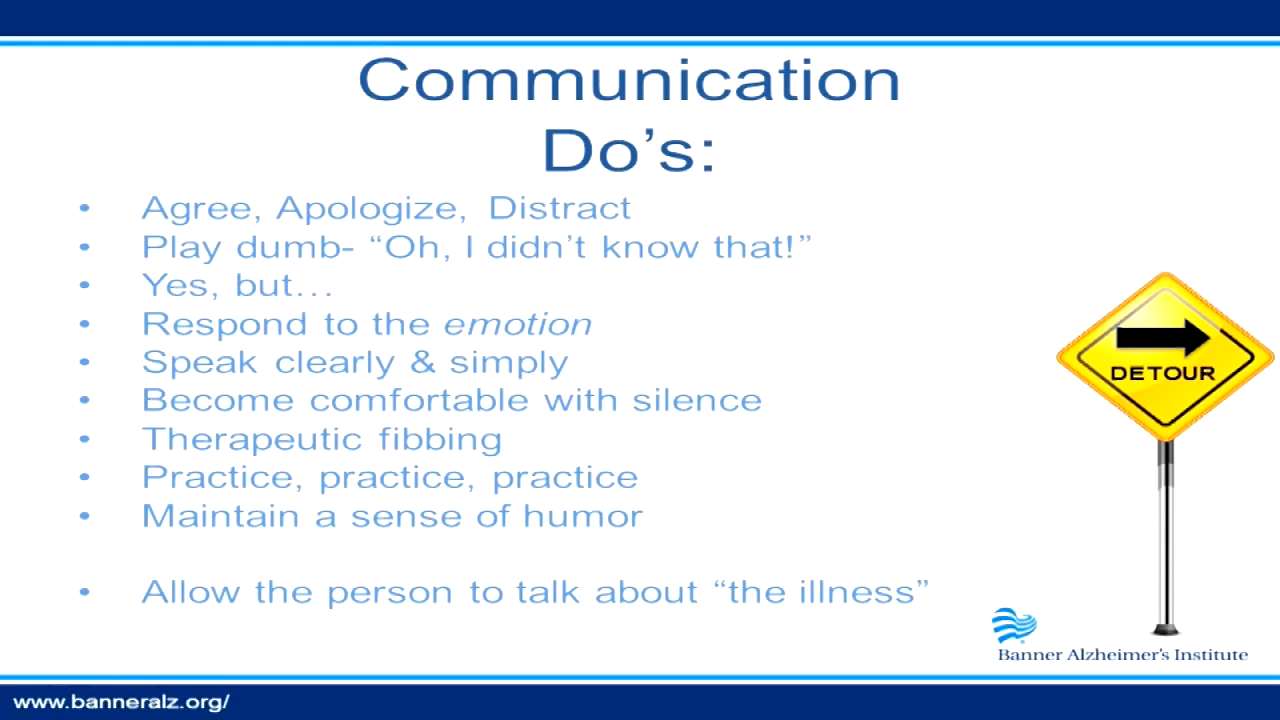 Communication
Do’s:
• Agree, Apologize, Distract
• Play dumb- “Oh, I didn’t know that!”
• Yes, but…
• Respond to the emotion
• Speak clearly & simply
• Become comfortable with silence
• Therapeutic fibbing
• Practice, practice, practice
• Maintain a sense of humor
• Allow the person to talk about “the illness”
DETOUR
Banner Alzheimer’s Institute
www.banneralz.org/